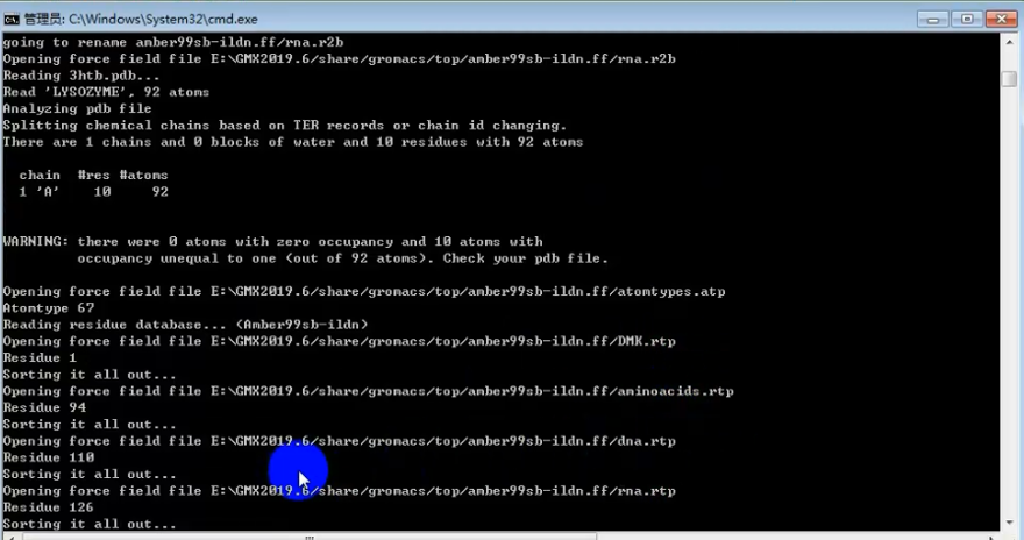 管理员: C:\Windows\System32\cmd.exe
going to rename amber99sb-ildn.ff/rna.r2b
Opening force field file E:\GMX2019.6/share/gromacs/top/amber99sb-ildn.ff/rna.r2b
Reading 3htb.pdb...
Read 'LYSOZYME', 92 atoms
Analyzing pdb file
Splitting chemical chains based on TER records or chain id changing.
There are 1 chains and 0 blocks of water and 10 residues with 92 atoms
chain #res #atoms
1 'A' 10 92
WARNING: there were 0 atoms with zero occupancy and 10 atoms with
occupancy unequal to one (out of 92 atoms). Check your pdb file.
Opening force field file E:\GMX2019.6/share/gromacs/top/amber99sb-ildn.ff/atomtypes.atp
Atomtype 67
Reading residue database... (Amber99sb-ildn)
Opening force field file E:\GMX2019.6/share/gromacs/top/amber99sb-ildn.ff/DMK.rtp
Residue 1
Sorting it all out...
Opening force field file E:\GMX2019.6/share/gromacs/top/amber99sb-ildn.ff/aminoacids.rtp
Residue 94
Sorting it all out...
Opening force field file E:\GMX2019.6/share/gromacs/top/amber99sb-ildn.ff/dna.rtp
Residue 110
Sorting it all out...
Opening force field file E:\GMX2019.6/share/gromacs/top/amber99sb-ildn.ff/rna.rtp
Residue 126
Sorting it all out...